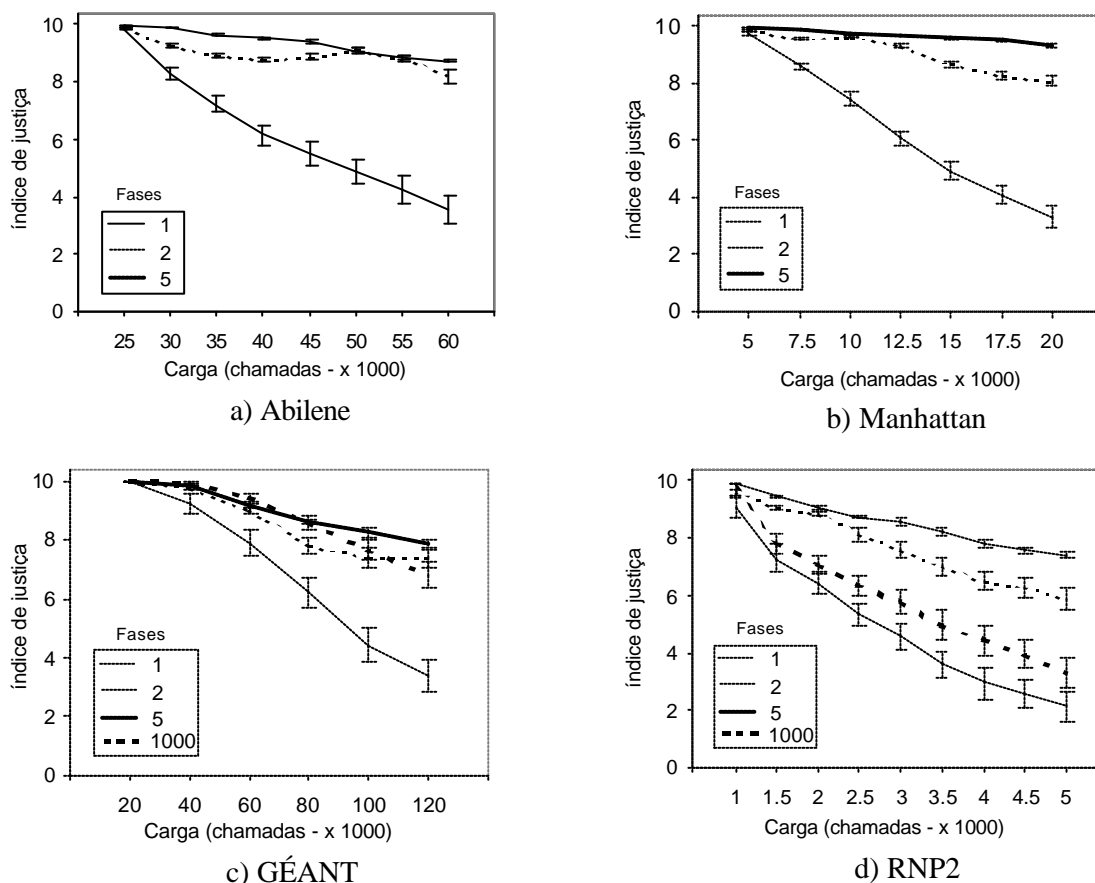 10
8
6
4
2
0
índice de justiça
Fases
1
2
5
25 30 35 40 45 50 55 60
Carga (chamadas - x 1000)
a) Abilene
10
8
6
4
2
0
índice de justiça
Fases
1
2
5
5 7.5 10 12.5 15 17.5 20
Carga (chamadas - x 1000)
b) Manhattan
10
8
6
4
2
0
índice de justiça
Fases
1
2
5
1000
20 40 60 80 100 120
Carga (chamadas - x 1000)
c) GÉANT
10
8
6
4
2
0
índice de justiça
Fases
1
2
5
1000
1 1.5 2 2.5 3 3.5 4 4.5 5
Carga (chamadas - x 1000)
d) RNP2